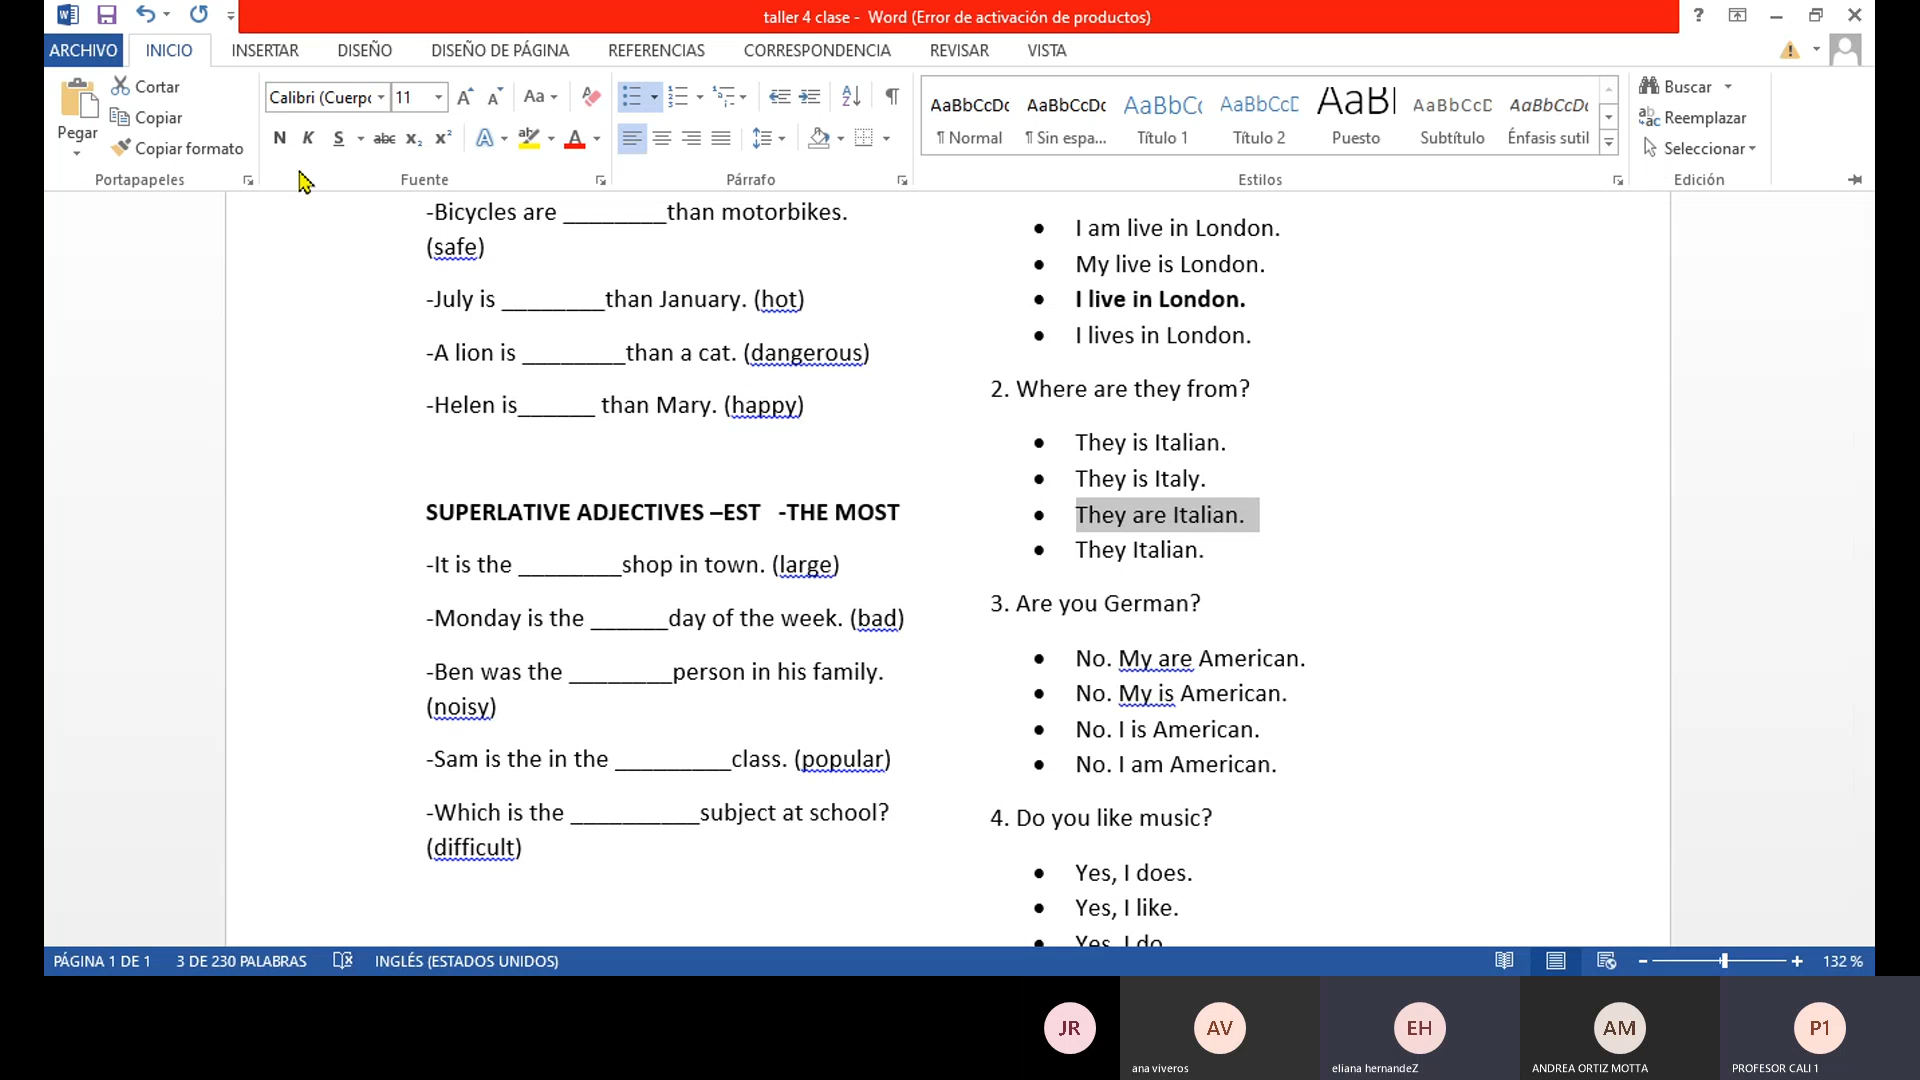 taller 4 clase - Word (Error de activación de productos)
?
ARCHIVO INICIO INSERTAR DISEÑO DISEÑO DE PÁGINA REFERENCIAS CORRESPONDENCIA REVISAR VISTA
Pegar
Cortar
Copiar
Copiar formato
Portapapeles
Calibri (Cuerpo 11
A A Aa
N K S abc x₂ x² A A
Fuente
Párrafo
AaBbCcDc AaBbCcDc AaBbCc AaBbCcD AaBb AaBbCcD AaBbCcDc
¶ Normal ¶ Sin espa... Título 1 Título 2 Puesto Subtítulo Énfasis sutil
Estilos
Buscar
Reemplazar
Seleccionar
Edición
-Bicycles are ________than motorbikes.
(safe)
-July is ________than January. (hot)
-A lion is ________than a cat. (dangerous)
-Helen is______ than Mary. (happy)
SUPERLATIVE ADJECTIVES –EST -THE MOST
-It is the ________shop in town. (large)
-Monday is the ______day of the week. (bad)
-Ben was the ________person in his family.
(noisy)
-Sam is the in the _________class. (popular)
-Which is the __________subject at school?
(difficult)
• I am live in London.
• My live is London.
• I live in London.
• I lives in London.
2. Where are they from?
• They is Italian.
• They is Italy.
• They are Italian.
• They Italian.
3. Are you German?
• No. My are American.
• No. My is American.
• No. I is American.
• No. I am American.
4. Do you like music?
• Yes, I does.
• Yes, I like.
• Yes, I do
PÁGINA 1 DE 1 3 DE 230 PALABRAS INGLÉS (ESTADOS UNIDOS) 132 %
JR AV EH AM P1
ana viveros eliana hernandeZ ANDREA ORTIZ MOTTA PROFESOR CALI 1